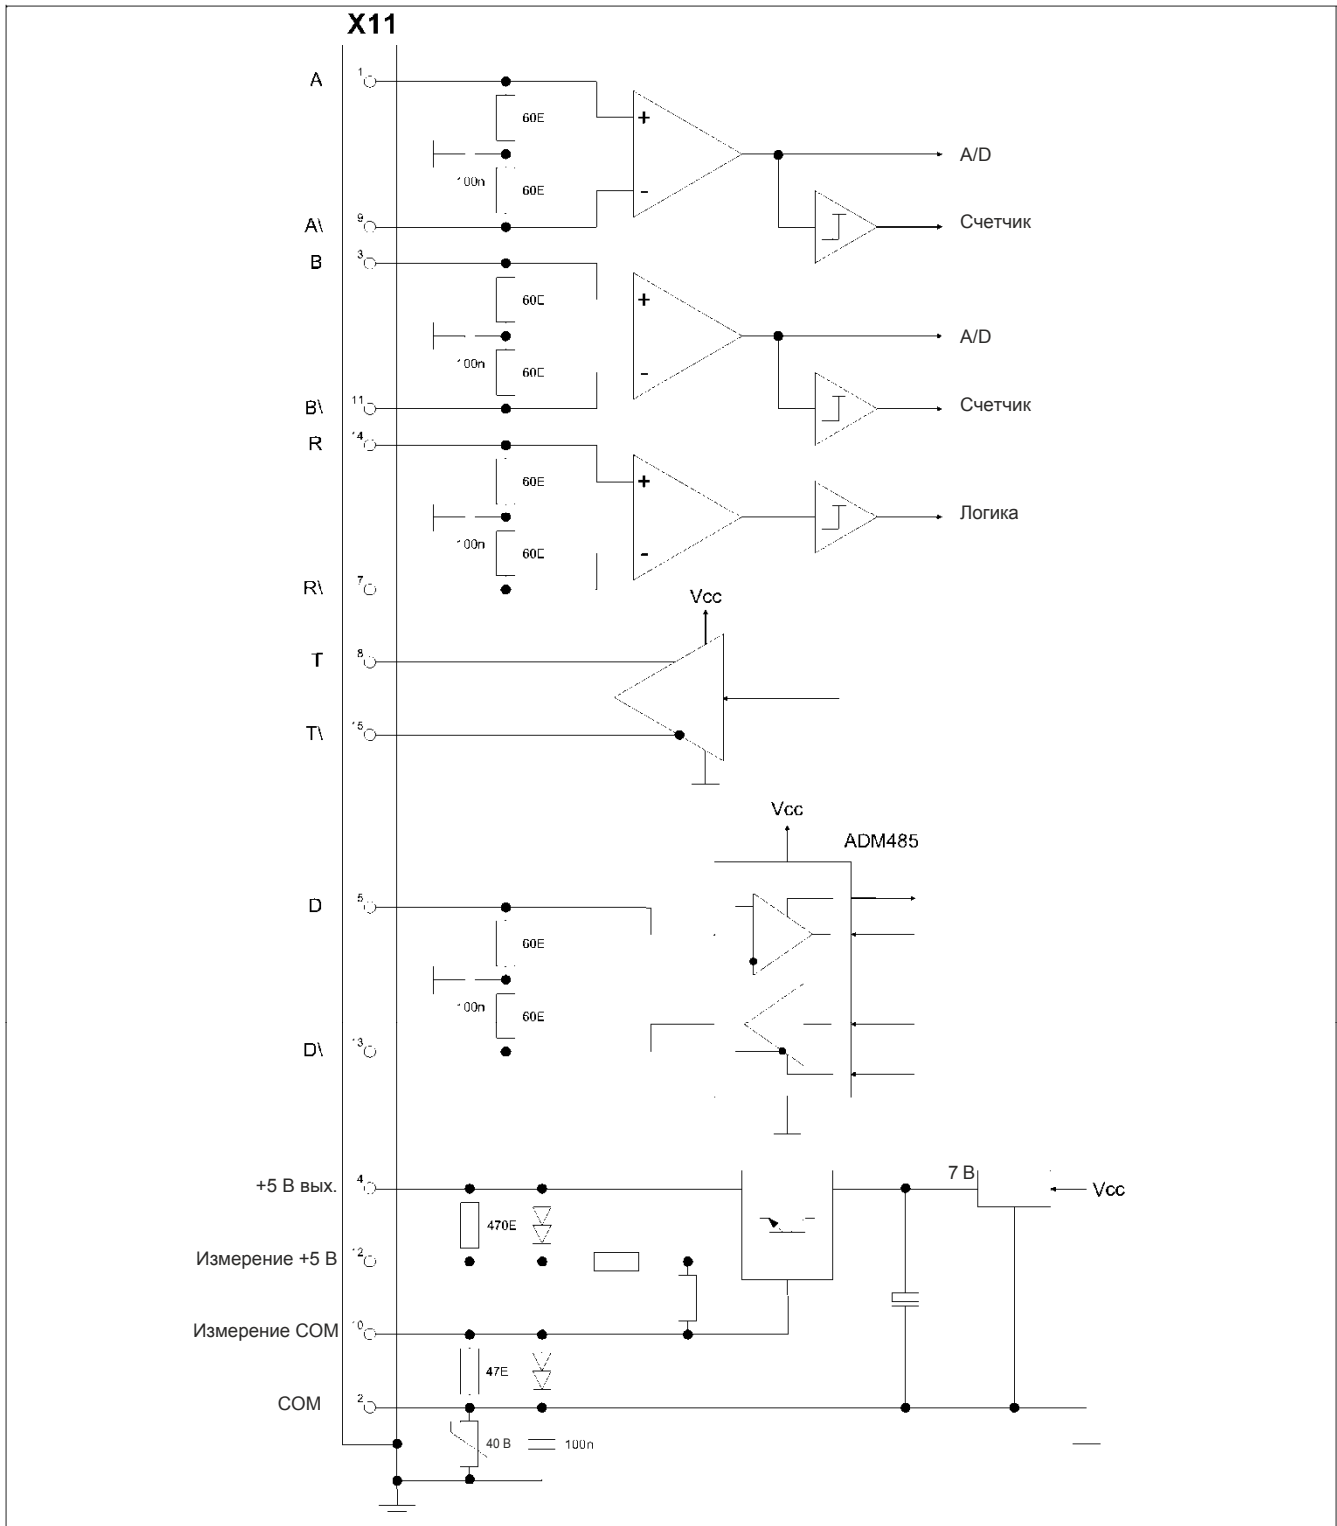 X11
A 1
60E
+
100n
60E
-
A/D
A\ 9
Счетчик
B 3
60E
+
100n
60E
-
A/D
B\ 11
Счетчик
R 14
60E
+
100n
60E
-
Логика
R\ 7
Vcc
T 8
T\ 15
Vcc
ADM485
D 5
60E
100n
60E
D\ 13
+5 В вых. 4
7 В
Vcc
470E
Измерение +5 В 12
Измерение COM 10
47E
COM 2
40 В
100n